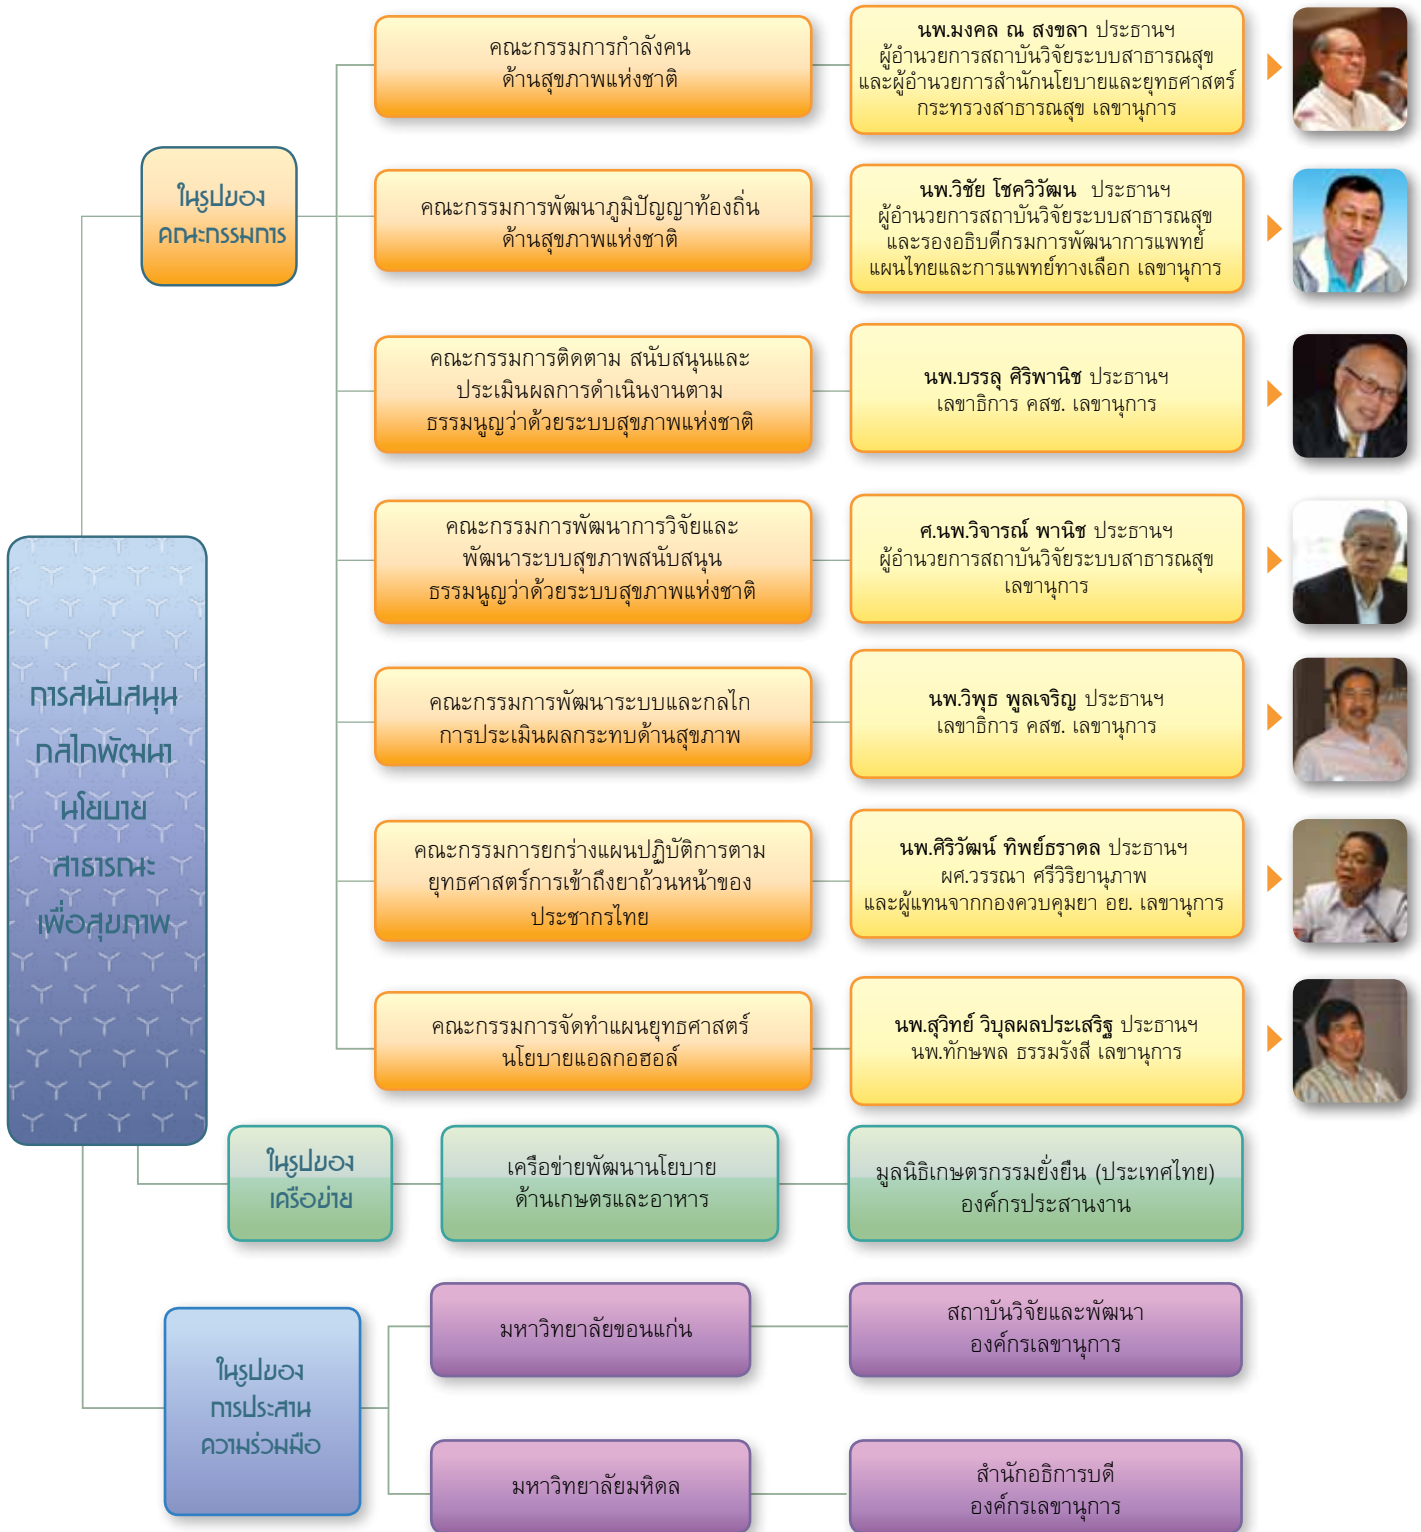 การสนับสนุน
กลไกพัฒนา
นโยบาย
สาธารณะ
เพื่อสุขภาพ
ในรูปของ
คณะกรรมการ
คณะกรรมการกำลังคน
ด้านสุขภาพแห่งชาติ
นพ.มงคล ณ สงขลา ประธานฯ
ผู้อำนวยการสถาบันวิจัยระบบสาธารณสุข
และผู้อำนวยการสำนักนโยบายและยุทธศาสตร์
กระทรวงสาธารณสุข เลขานุการ
คณะกรรมการพัฒนาภูมิปัญญาท้องถิ่น
ด้านสุขภาพแห่งชาติ
นพ.วิชัย โชควิวัฒน ประธานฯ
ผู้อำนวยการสถาบันวิจัยระบบสาธารณสุข
และรองอธิบดีกรมการพัฒนาการแพทย์
แผนไทยและการแพทย์ทางเลือก เลขานุการ
คณะกรรมการติดตาม สนับสนุนและ
ประเมินผลการดำเนินงานตาม
ธรรมนูญว่าด้วยระบบสุขภาพแห่งชาติ
นพ.บรรลุ ศิริพานิช ประธานฯ
เลขาธิการ คสช. เลขานุการ
คณะกรรมการพัฒนาการวิจัยและ
พัฒนาระบบสุขภาพสนับสนุน
ธรรมนูญว่าด้วยระบบสุขภาพแห่งชาติ
ศ.นพ.วิจารณ์ พานิช ประธานฯ
ผู้อำนวยการสถาบันวิจัยระบบสาธารณสุข
เลขานุการ
คณะกรรมการพัฒนาระบบและกลไก
การประเมินผลกระทบด้านสุขภาพ
นพ.วิพุธ พูลเจริญ ประธานฯ
เลขาธิการ คสช. เลขานุการ
คณะกรรมการยกร่างแผนปฏิบัติการตาม
ยุทธศาสตร์การเข้าถึงยาถ้วนหน้าของ
ประชากรไทย
นพ.ศิริวัฒน์ ทิพย์ธราดล ประธานฯ
ผศ.วรรณา ศรีวิริยานุภาพ
และผู้แทนจากกองควบคุมยา อย. เลขานุการ
คณะกรรมการจัดทำแผนยุทธศาสตร์
นโยบายแอลกอฮอล์
นพ.สุวิทย์ วิบุลผลประเสริฐ ประธานฯ
นพ.ทักษพล ธรรมรังสี เลขานุการ
ในรูปของ
เครือข่าย
เครือข่ายพัฒนานโยบาย
ด้านเกษตรและอาหาร
มูลนิธิเกษตรกรรมยั่งยืน (ประเทศไทย)
องค์กรประสานงาน
ในรูปของ
การประสาน
ความร่วมมือ
มหาวิทยาลัยขอนแก่น
สถาบันวิจัยและพัฒนา
องค์กรเลขานุการ
มหาวิทยาลัยมหิดล
สำนักอธิการบดี
องค์กรเลขานุการ